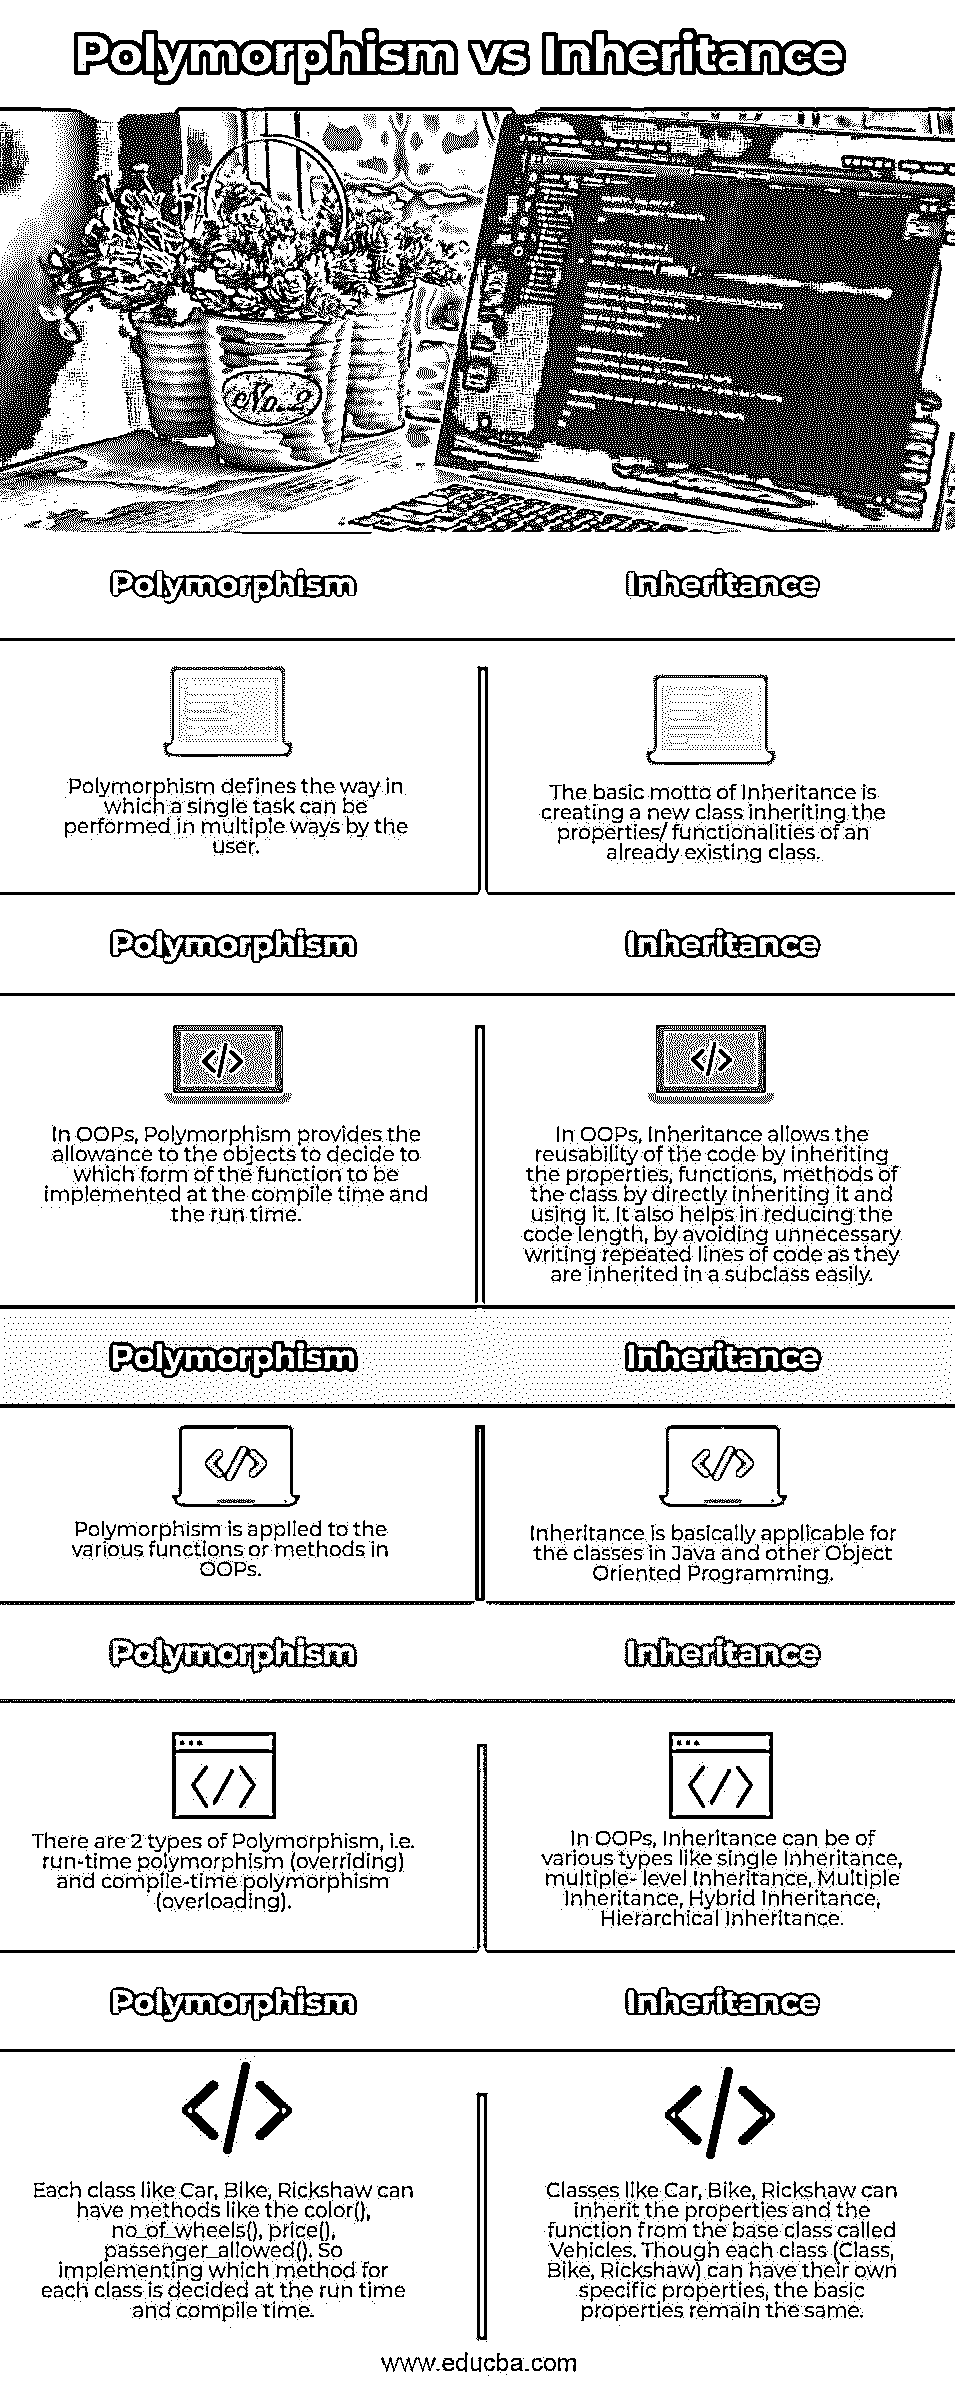 Polymorphism vs Inheritance
No. 2
Polymorphism
Inheritance
Polymorphism defines the way in
which a single task can be
performed in multiple ways by the
user.
The basic motto of Inheritance is
creating a new class inheriting the
properties/ functionalities of an
already existing class.
Polymorphism
Inheritance
In OOPs, Polymorphism provides the
allowance to the objects to decide to
which form of the function to be
implemented at the compile time and
the run time.
In OOPs, Inheritance allows the
reusability of the code by inheriting
the properties, functions, methods of
the class by directly inheriting it and
using it. It also helps in reducing the
code length, by avoiding unnecessary
writing repeated lines of code as they
are inherited in a subclass easily.
Polymorphism
Inheritance
Polymorphism is applied to the
various functions or methods in
OOPs.
Inheritance is basically applicable for
the classes in Java and other Object
Oriented Programming.
Polymorphism
Inheritance
There are 2 types of Polymorphism, i.e.
run-time polymorphism (overriding)
and compile-time polymorphism
(overloading).
In OOPs, Inheritance can be of
various types like single Inheritance,
multiple- level Inheritance, Multiple
Inheritance, Hybrid Inheritance,
Hierarchical Inheritance.
Polymorphism
Inheritance
Each class like Car, Bike, Rickshaw can
have methods like the color(),
no_of_wheels(), price(),
passenger_allowed(). So
implementing which method for
each class is decided at the run time
and compile time.
Classes like Car, Bike, Rickshaw can
inherit the properties and the
function from the base class called
Vehicles. Though each class (Class,
Bike, Rickshaw) can have their own
specific properties, the basic
properties remain the same.
www.educba.com